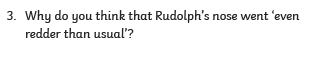 3. Why do you think that Rudolph's nose went 'even
redder than usual'?